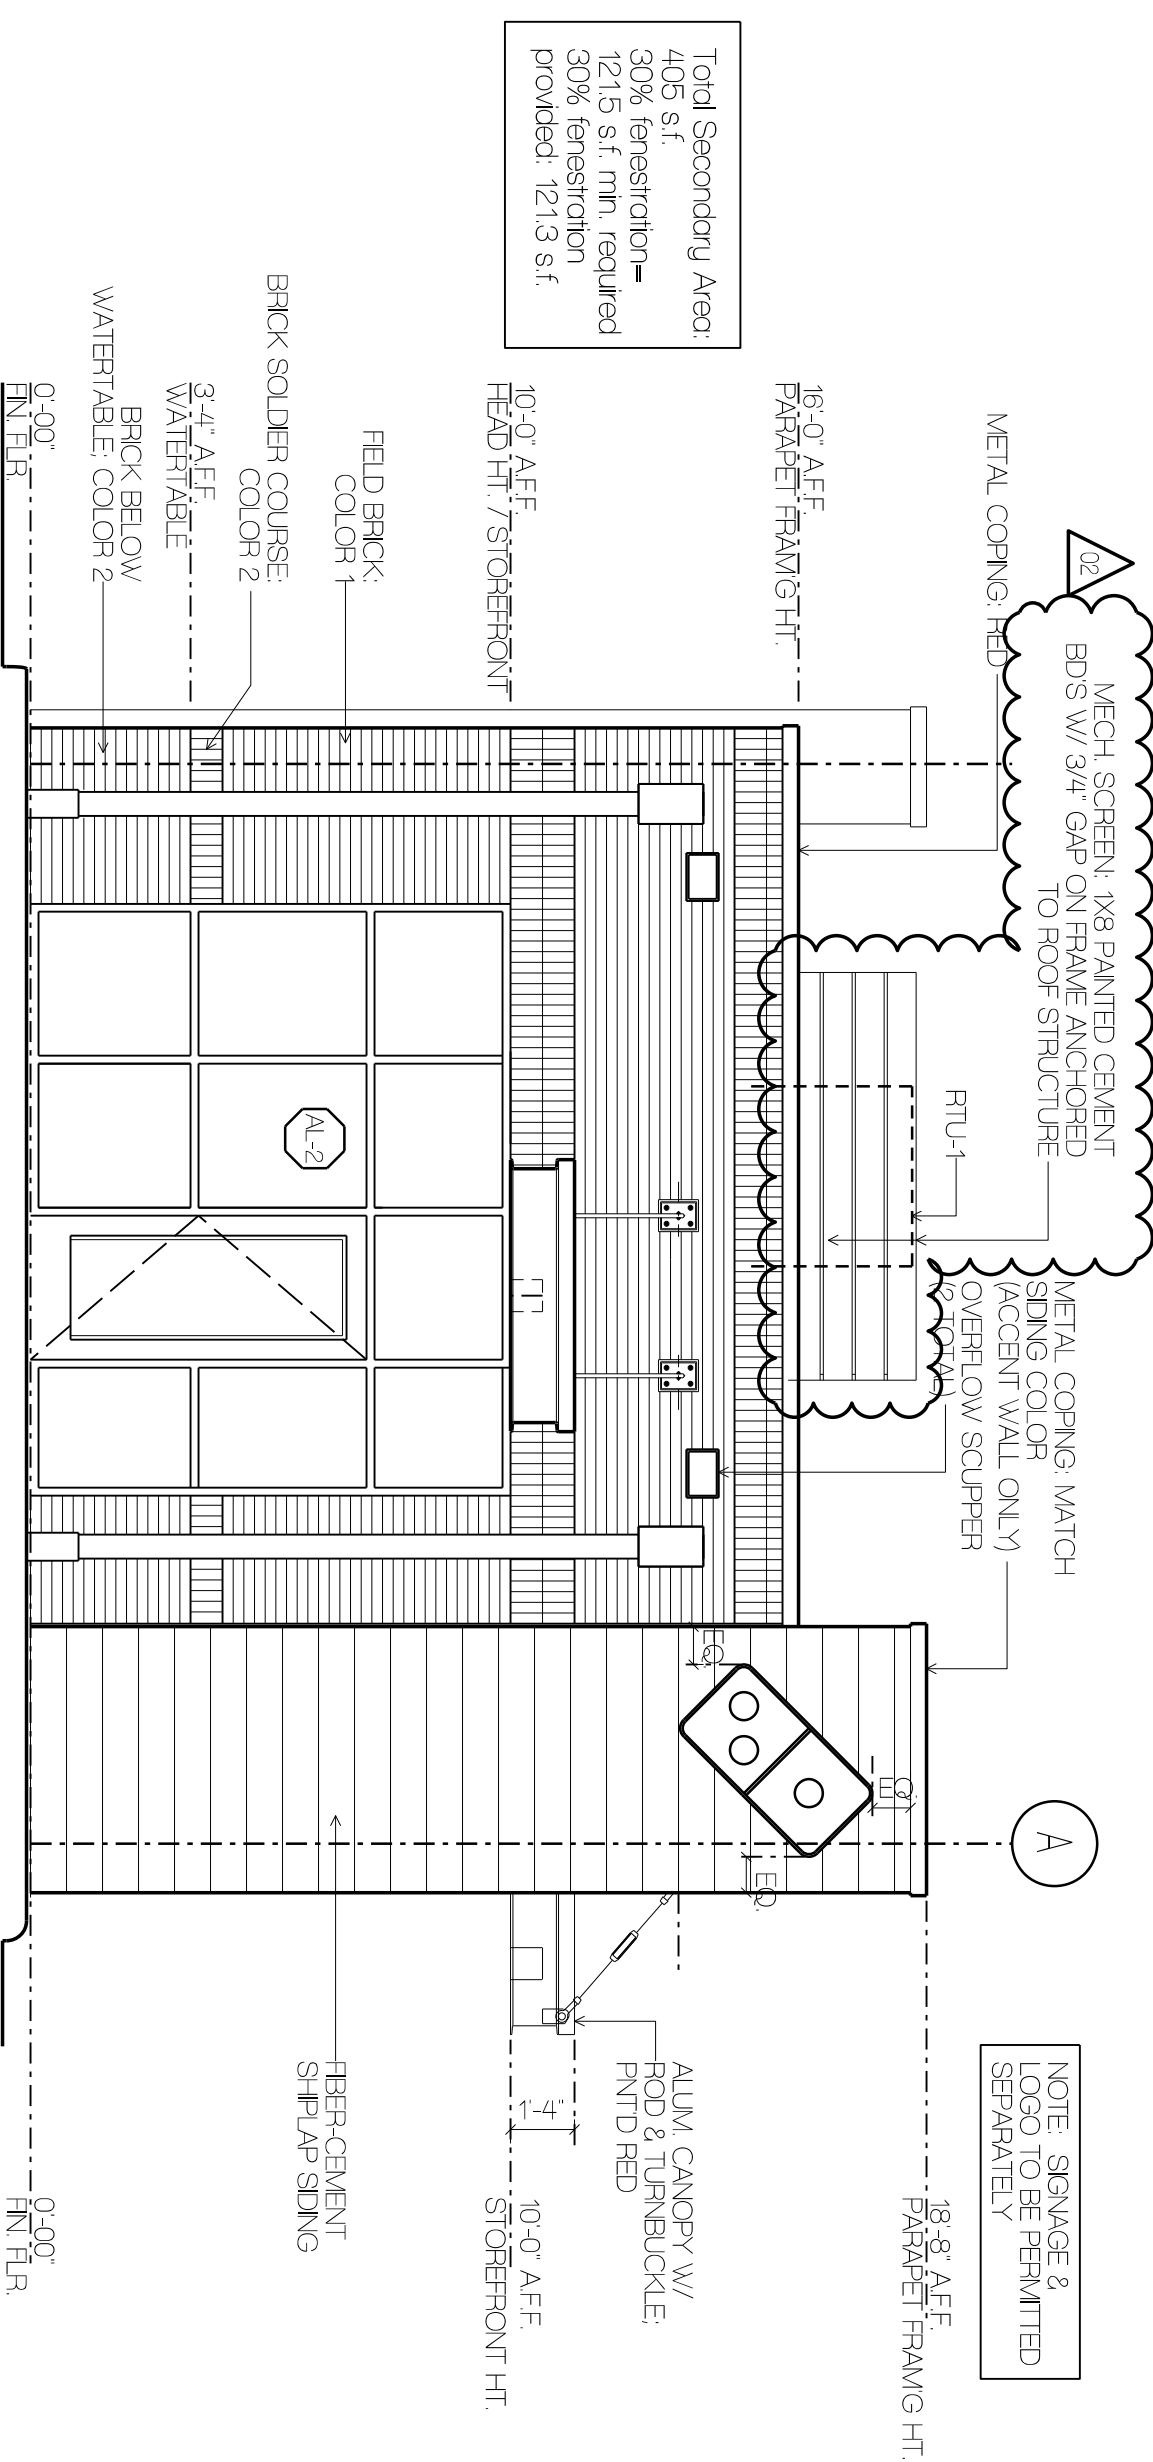 Total Secondary Area:
405 s.f.
30% fenestration=
121.5 s.f. min. required
30% fenestration
provided: 121.3 s.f.
02
MECH. SCREEN: 1X8 PAINTED CEMENT
BD'S W/ 3/4" GAP ON FRAME ANCHORED
TO ROOF STRUCTURE
METAL COPING: RED
RTU-1
METAL COPING: MATCH
SIDING COLOR
(ACCENT WALL ONLY)
OVERFLOW SCUPPER
(2 TOTAL)
A
NOTE: SIGNAGE &
LOGO TO BE PERMITTED
SEPARATELY
18'-8" A.F.F.
PARAPET FRAM'G HT.
16'-0" A.F.F.
PARAPET FRAM'G HT.
EQ.
EQ.
EQ.
ALUM. CANOPY W/
ROD & TURNBUCKLE;
PNT'D RED
1'-4"
10'-0" A.F.F.
HEAD HT. / STOREFRONT
10'-0" A.F.F.
STOREFRONT HT.
FIELD BRICK:
COLOR 1
AL-2
FIBER-CEMENT
SHIPLAP SIDING
BRICK SOLDIER COURSE:
COLOR 2
3'-4" A.F.F.
WATERTABLE
BRICK BELOW
WATERTABLE; COLOR 2
0'-00"
FIN. FLR.
0'-00"
FIN. FLR.